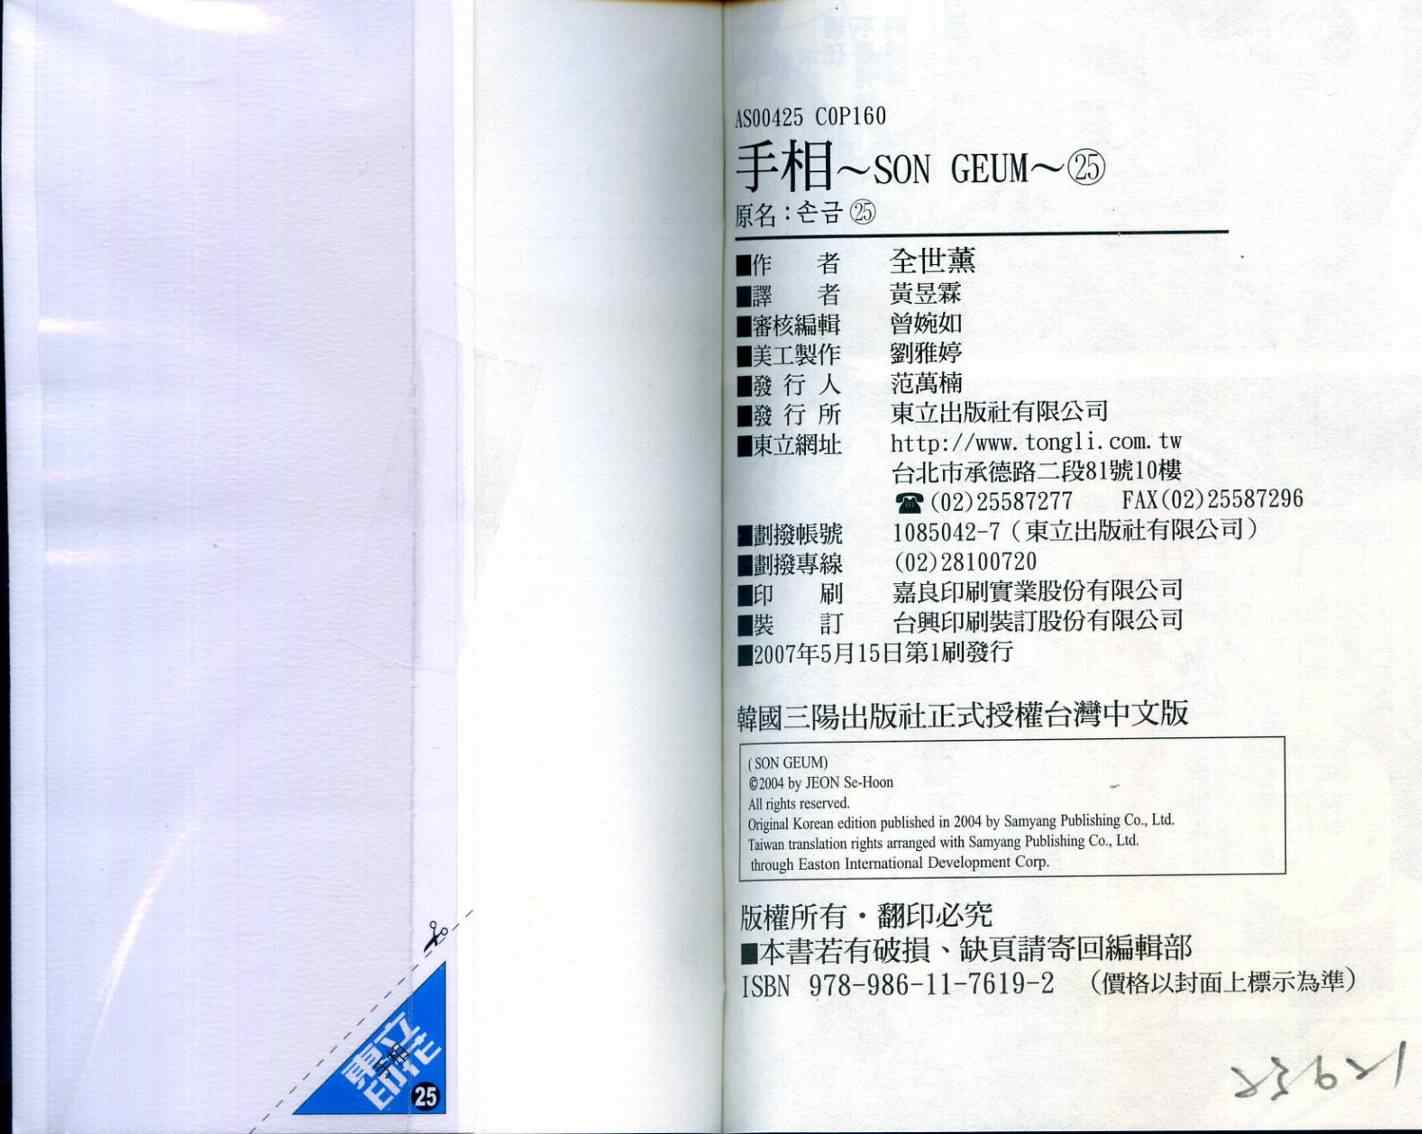 AS00425 COP160
手相～SON GEUM～㉕
原名：손금㉕
■作　者　全世薰
■譯　者　黃昱霖
■審核編輯　曾婉如
■美工製作　劉雅婷
■發行人　范萬楠
■發行所　東立出版社有限公司
■東立網址　http://www.tongli.com.tw
台北市承德路二段81號10樓
☎(02)25587277　FAX(02)25587296
■劃撥帳號　1085042-7（東立出版社有限公司）
■劃撥專線　(02)28100720
■印　刷　嘉良印刷實業股份有限公司
■裝　訂　台興印刷裝訂股份有限公司
■2007年5月15日第1刷發行
韓國三陽出版社正式授權台灣中文版
(SON GEUM)
©2004 by JEON Se-Hoon
All rights reserved.
Original Korean edition published in 2004 by Samyang Publishing Co., Ltd.
Taiwan translation rights arranged with Samyang Publishing Co., Ltd.
through Easton International Development Corp.
版權所有・翻印必究
■本書若有破損、缺頁請寄回編輯部
ISBN 978-986-11-7619-2　（價格以封面上標示為準）
東立
印花
25